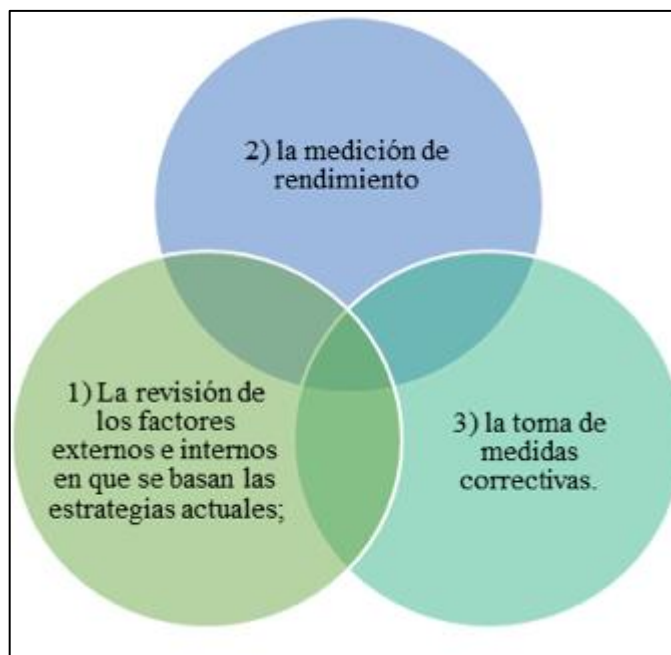 2) la medición de
rendimiento
1) La revisión de
los factores
externos e internos
en que se basan las
estrategias actuales;
3) la toma de
medidas
correctivas.